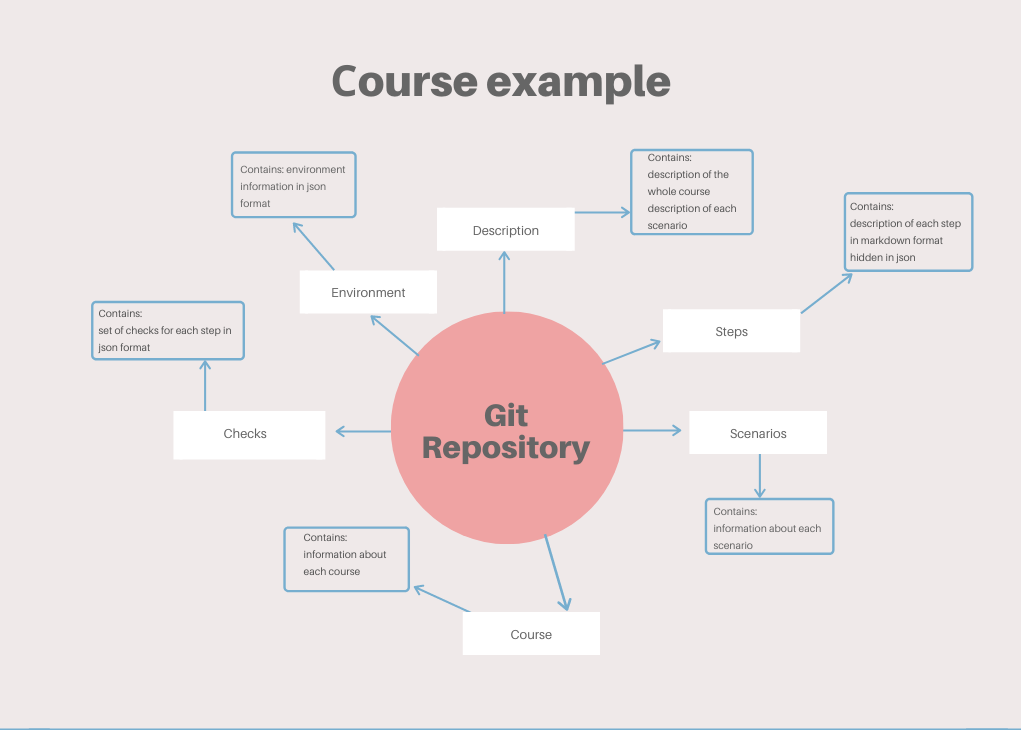 Course example
Contains: environment
information in json
format
Contains:
description of the
whole course
description of each
scenario
Contains:
description of each step
in markdown format
hidden in json
Description
Environment
Contains:
set of checks for each step in
json format
Steps
Git
Repository
Checks
Scenarios
Contains:
information about each
scenario
Contains:
information about
each course
Course